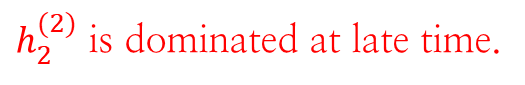 $h_2^{(2)}$ is dominated at late time.